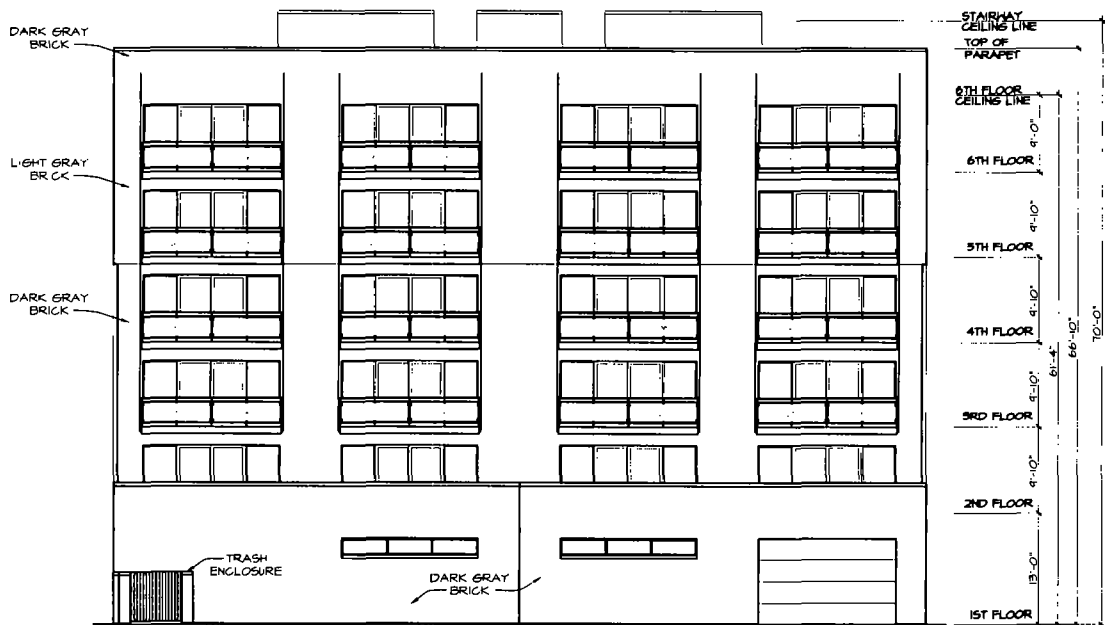 DARK GRAY
BRICK
LIGHT GRAY
BRICK
DARK GRAY
BRICK
TRASH
ENCLOSURE
DARK GRAY
BRICK
STAIRWAY
CEILING LINE
TOP OF
PARAPET
6TH FLOOR
CEILING LINE
9'-0"
6TH FLOOR
9'-10"
5TH FLOOR
9'-10"
4TH FLOOR
9'-10"
3RD FLOOR
9'-10"
2ND FLOOR
13'-0"
1ST FLOOR
61'-4"
66'-10"
70'-0"